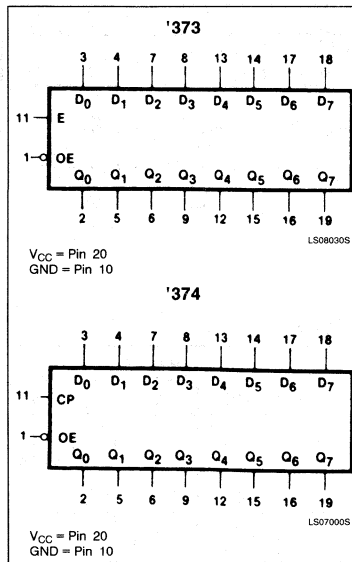 '373
3 4 7 8 13 14 17 18
D0 D1 D2 D3 D4 D5 D6 D7
11 E
1 OE
Q0 Q1 Q2 Q3 Q4 Q5 Q6 Q7
2 5 6 9 12 15 16 19
LS08030S
VCC = Pin 20
GND = Pin 10
'374
3 4 7 8 13 14 17 18
D0 D1 D2 D3 D4 D5 D6 D7
11 CP
1 OE
Q0 Q1 Q2 Q3 Q4 Q5 Q6 Q7
2 5 6 9 12 15 16 19
LS07000S
VCC = Pin 20
GND = Pin 10